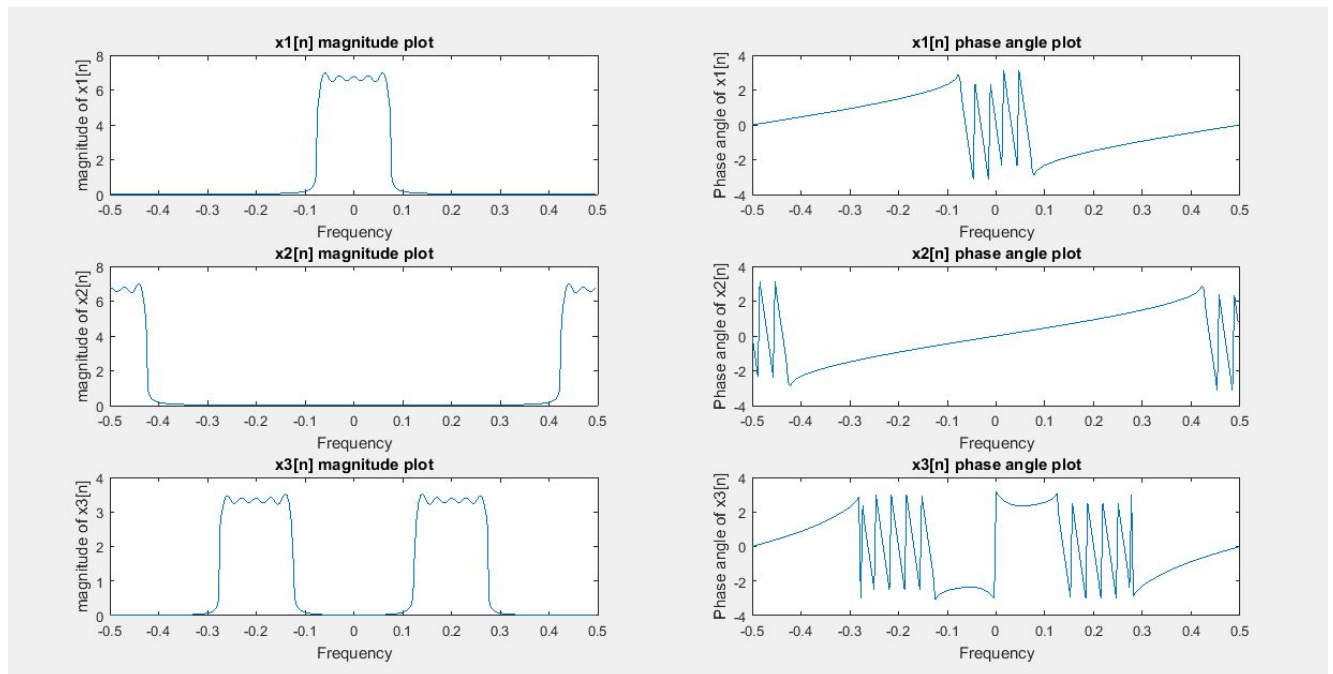 x1[n] magnitude plot
magnitude of x1[n]
8
6
4
2
0
-0.5 -0.4 -0.3 -0.2 -0.1 0 0.1 0.2 0.3 0.4 0.5
Frequency
x1[n] phase angle plot
Phase angle of x1[n]
4
2
0
-2
-4
-0.5 -0.4 -0.3 -0.2 -0.1 0 0.1 0.2 0.3 0.4 0.5
Frequency
x2[n] magnitude plot
magnitude of x2[n]
8
6
4
2
0
-0.5 -0.4 -0.3 -0.2 -0.1 0 0.1 0.2 0.3 0.4 0.5
Frequency
x2[n] phase angle plot
Phase angle of x2[n]
4
2
0
-2
-4
-0.5 -0.4 -0.3 -0.2 -0.1 0 0.1 0.2 0.3 0.4 0.5
Frequency
x3[n] magnitude plot
magnitude of x3[n]
4
3
2
1
0
-0.5 -0.4 -0.3 -0.2 -0.1 0 0.1 0.2 0.3 0.4 0.5
Frequency
x3[n] phase angle plot
Phase angle of x3[n]
4
2
0
-2
-4
-0.5 -0.4 -0.3 -0.2 -0.1 0 0.1 0.2 0.3 0.4 0.5
Frequency